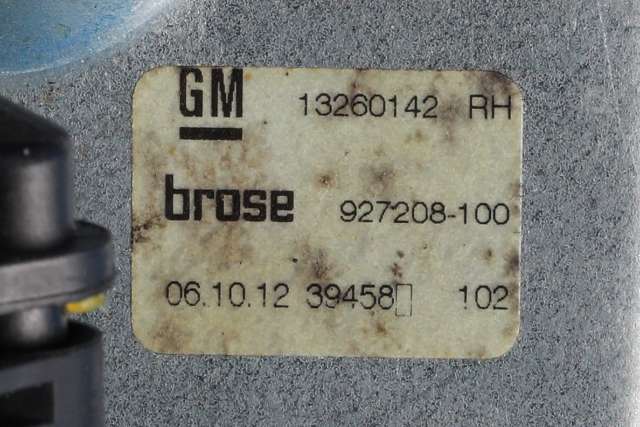 GM 13260142 RH
brose 927208-100
06.10.12 39458▯ 102